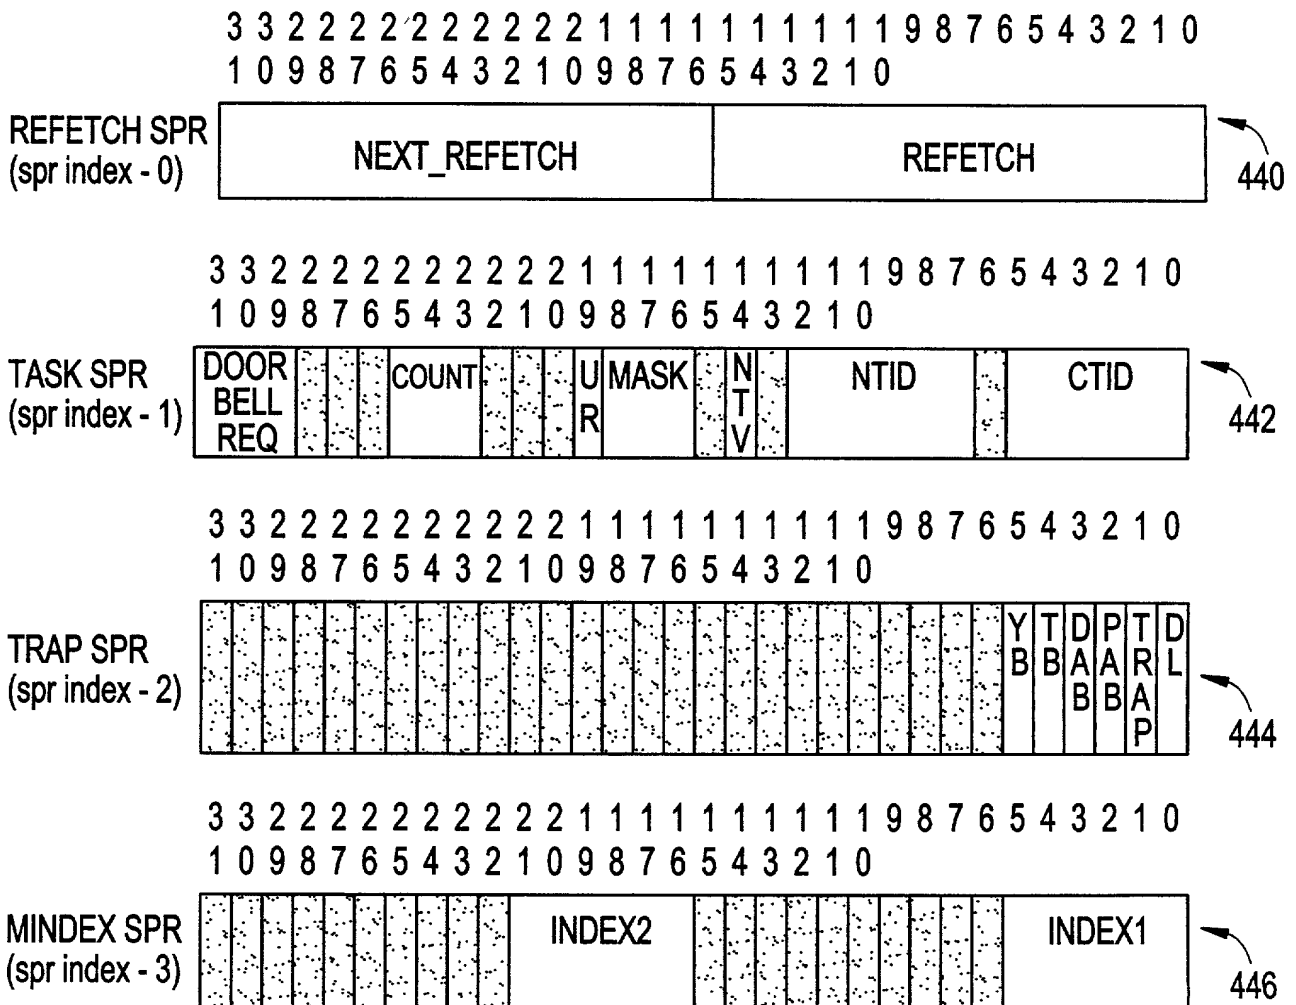 3 3 2 2 2 2 2 2 2 2 2 2 1 1 1 1 1 1 1 1 1 1 9 8 7 6 5 4 3 2 1 0
1 0 9 8 7 6 5 4 3 2 1 0 9 8 7 6 5 4 3 2 1 0
REFETCH SPR
(spr index - 0)
NEXT_REFETCH
REFETCH
440
3 3 2 2 2 2 2 2 2 2 2 2 1 1 1 1 1 1 1 1 1 1 9 8 7 6 5 4 3 2 1 0
1 0 9 8 7 6 5 4 3 2 1 0 9 8 7 6 5 4 3 2 1 0
TASK SPR
(spr index - 1)
DOOR
BELL
REQ
COUNT
UR
MASK
NTV
NTID
CTID
442
3 3 2 2 2 2 2 2 2 2 2 2 1 1 1 1 1 1 1 1 1 1 9 8 7 6 5 4 3 2 1 0
1 0 9 8 7 6 5 4 3 2 1 0 9 8 7 6 5 4 3 2 1 0
TRAP SPR
(spr index - 2)
YB
TB
DAB
PAB
TRAP
DL
444
3 3 2 2 2 2 2 2 2 2 2 2 1 1 1 1 1 1 1 1 1 1 9 8 7 6 5 4 3 2 1 0
1 0 9 8 7 6 5 4 3 2 1 0 9 8 7 6 5 4 3 2 1 0
MINDEX SPR
(spr index - 3)
INDEX2
INDEX1
446